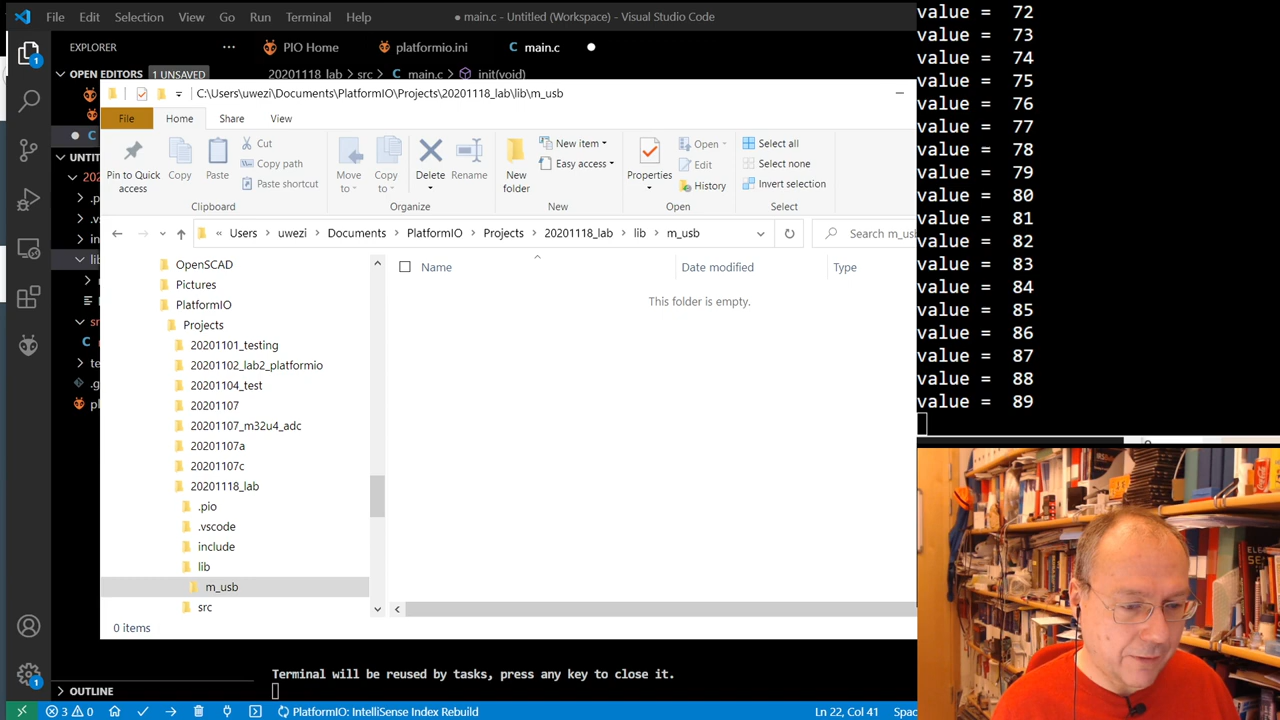 File Edit Selection View Go Run Terminal Help
● main.c - Untitled (Workspace) - Visual Studio Code
EXPLORER ···
PIO Home
platformio.ini
C main.c ●
OPEN EDITORS 1 UNSAVED
20201118_lab > src > C main.c > init(void)
C:\Users\uwezi\Documents\PlatformIO\Projects\20201118_lab\lib\m_usb
File Home Share View
Pin to Quick access
Copy
Paste
Cut
Copy path
Paste shortcut
Clipboard
Move to
Copy to
Delete
Rename
Organize
New folder
New item
Easy access
New
Properties
Open
Edit
History
Open
Select all
Select none
Invert selection
Select
Users > uwezi > Documents > PlatformIO > Projects > 20201118_lab > lib > m_usb
Search m_us
Name
Date modified
Type
This folder is empty.
OpenSCAD
Pictures
PlatformIO
Projects
20201101_testing
20201102_lab2_platformio
20201104_test
20201107
20201107_m32u4_adc
20201107a
20201107c
20201118_lab
.pio
.vscode
include
lib
m_usb
src
0 items
Terminal will be reused by tasks, press any key to close it.
OUTLINE
3 0
PlatformIO: IntelliSense Index Rebuild
Ln 22, Col 41
Spac
value = 72
value = 73
value = 74
value = 75
value = 76
value = 77
value = 78
value = 79
value = 80
value = 81
value = 82
value = 83
value = 84
value = 85
value = 86
value = 87
value = 88
value = 89